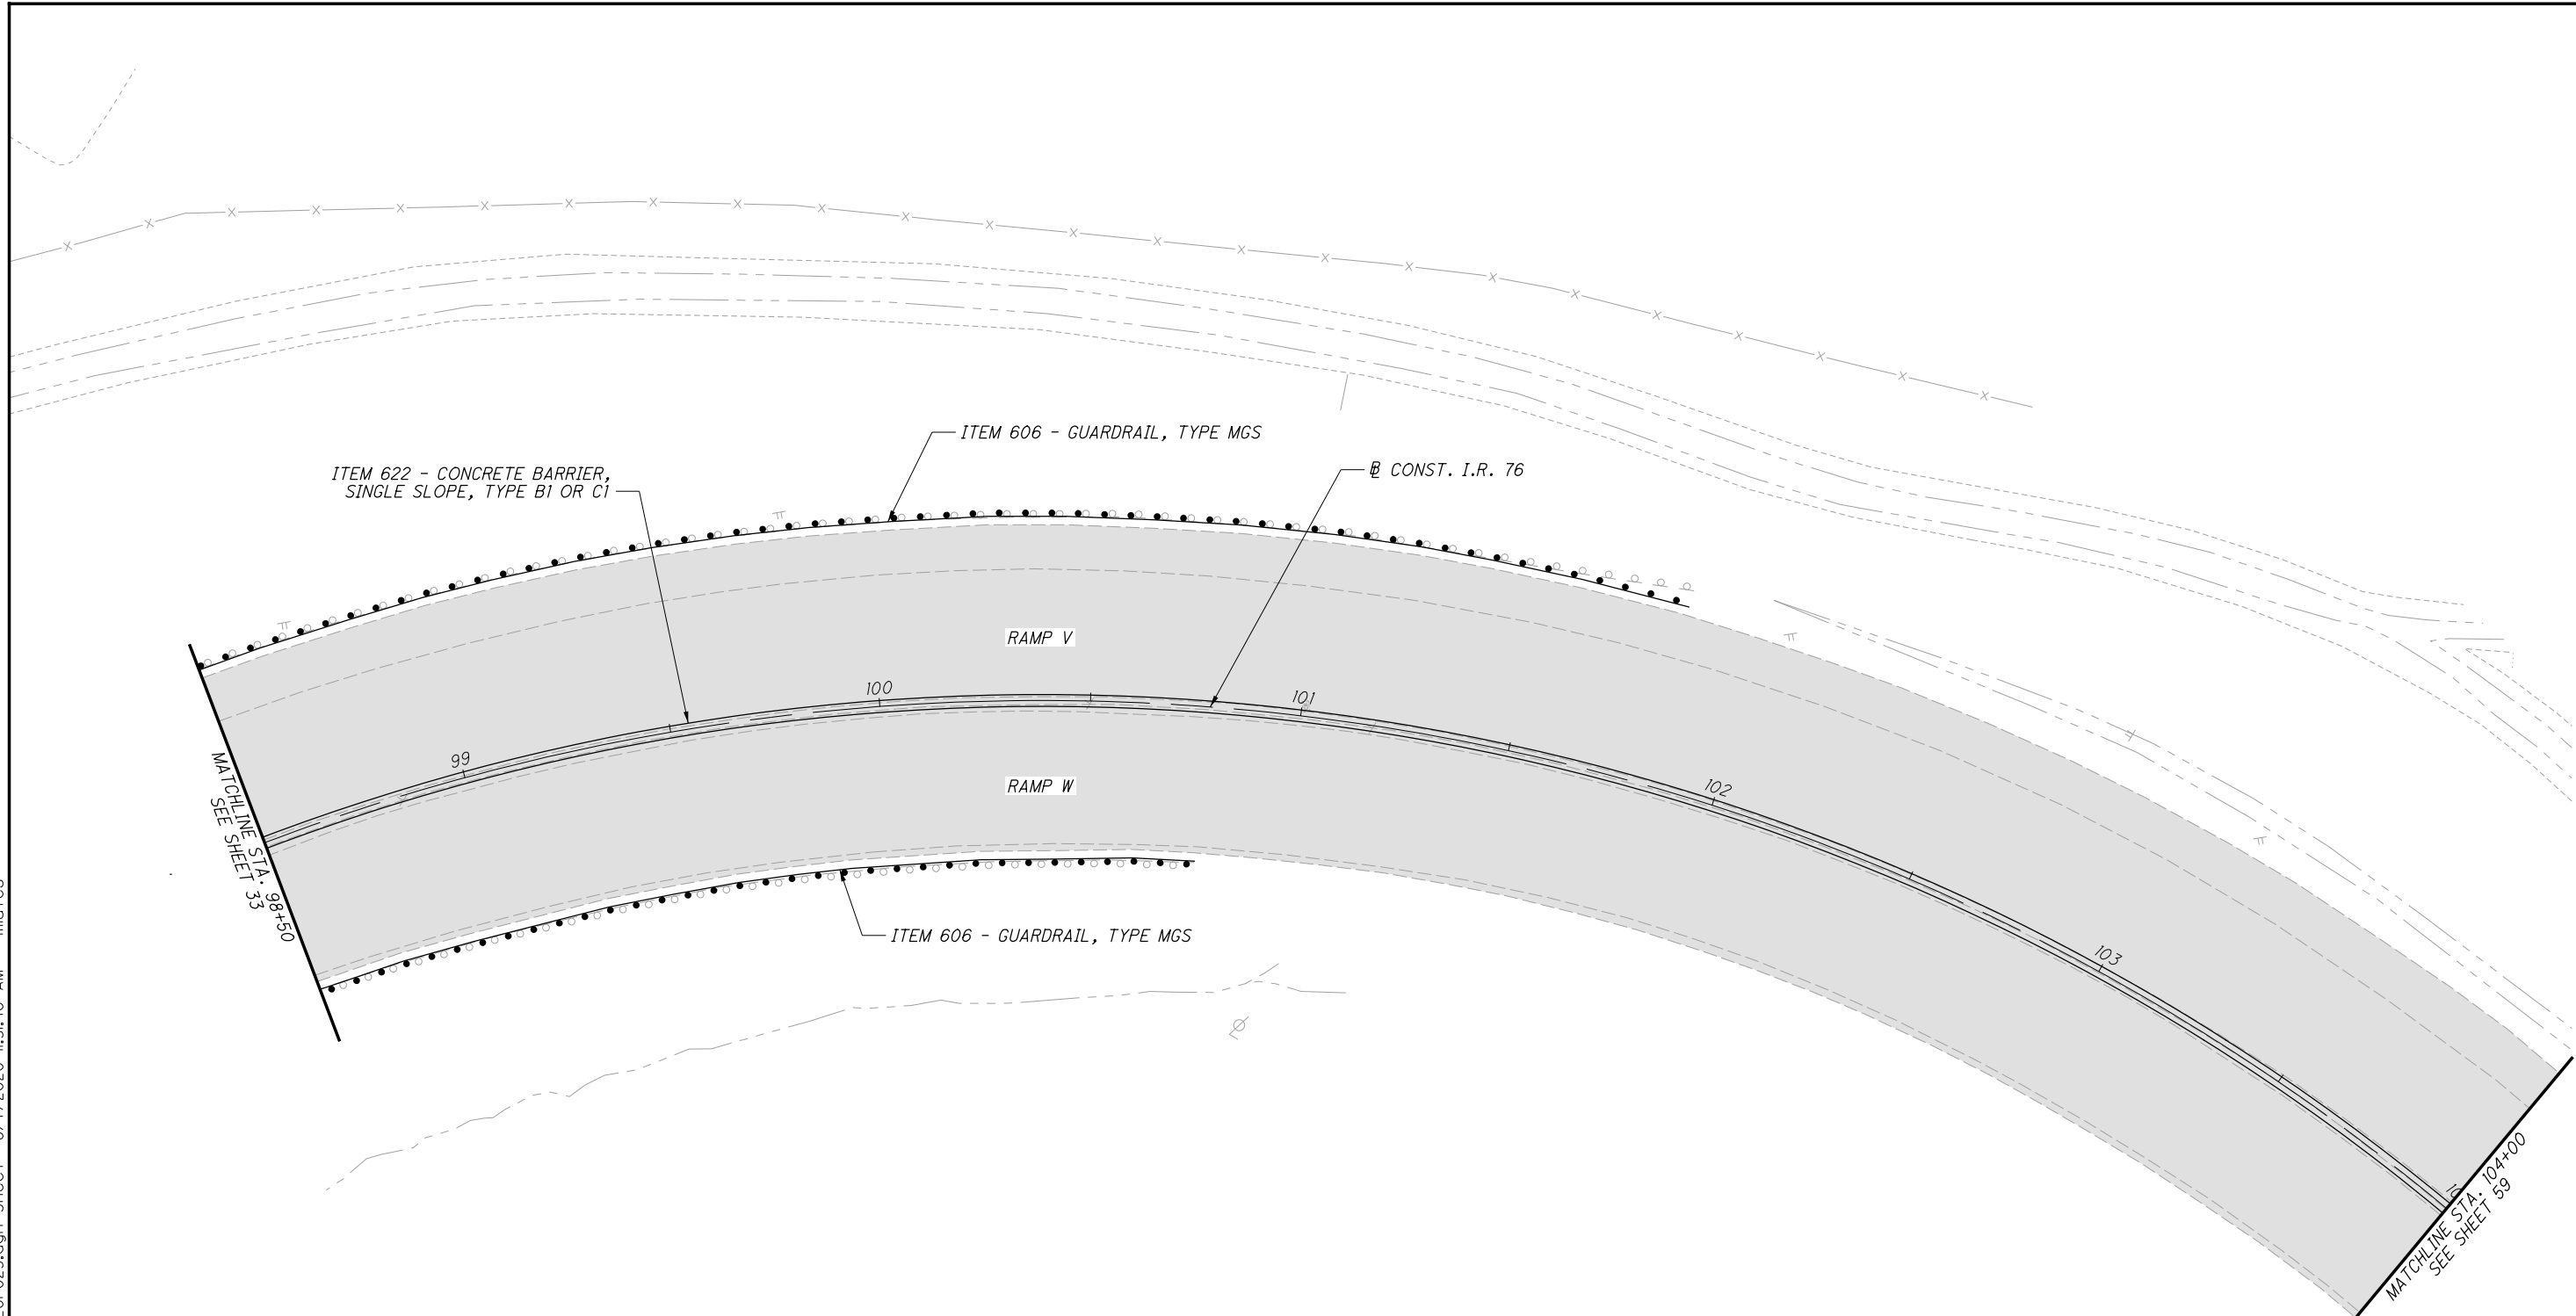 ITEM 606 - GUARDRAIL, TYPE MGS
ITEM 622 - CONCRETE BARRIER,
SINGLE SLOPE, TYPE B1 OR C1
CONST. I.R. 76
RAMP V
99
100
101
102
103
RAMP W
MATCHLINE STA. 98+50
SEE SHEET 33
ITEM 606 - GUARDRAIL, TYPE MGS
MATCHLINE STA. 104+00
SEE SHEET 59